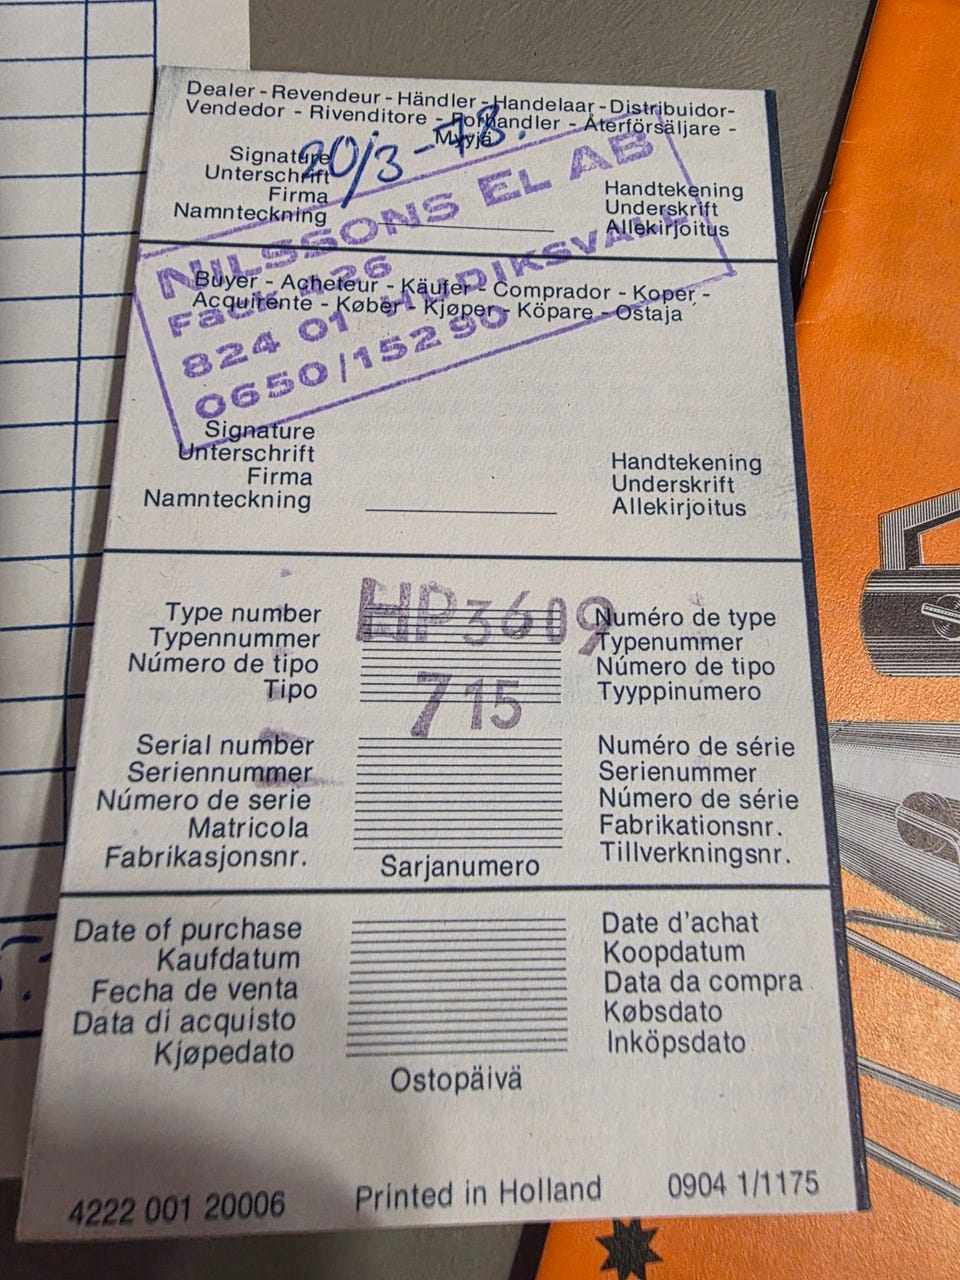 Dealer - Revendeur - Händler - Handelaar - Distribuidor-
Vendedor - Rivenditore - Forhandler - Återförsäljare -
Myyjä
20/3-78.
Signature
Unterschrift
Firma
Namnteckning
Handtekening
Underskrift
Allekirjoitus
NILSSONS EL AB
Fack 426
824 01 HUDIKSVALL
0650/15290
Buyer - Acheteur - Käufer - Comprador - Koper -
Acquirente - Køber - Kjøper - Köpare - Ostaja
Signature
Unterschrift
Firma
Namnteckning
Handtekening
Underskrift
Allekirjoitus
Type number
Typennummer
Número de tipo
Tipo
HP3609
715
Numéro de type
Typenummer
Número de tipo
Tyyppinumero
Serial number
Seriennummer
Número de serie
Matricola
Fabrikasjonsnr.
Sarjanumero
Numéro de série
Serienummer
Número de série
Fabrikationsnr.
Tillverkningsnr.
Date of purchase
Kaufdatum
Fecha de venta
Data di acquisto
Kjøpedato
Ostopäivä
Date d'achat
Koopdatum
Data da compra
Købsdato
Inköpsdato
4222 001 20006
Printed in Holland
0904 1/1175